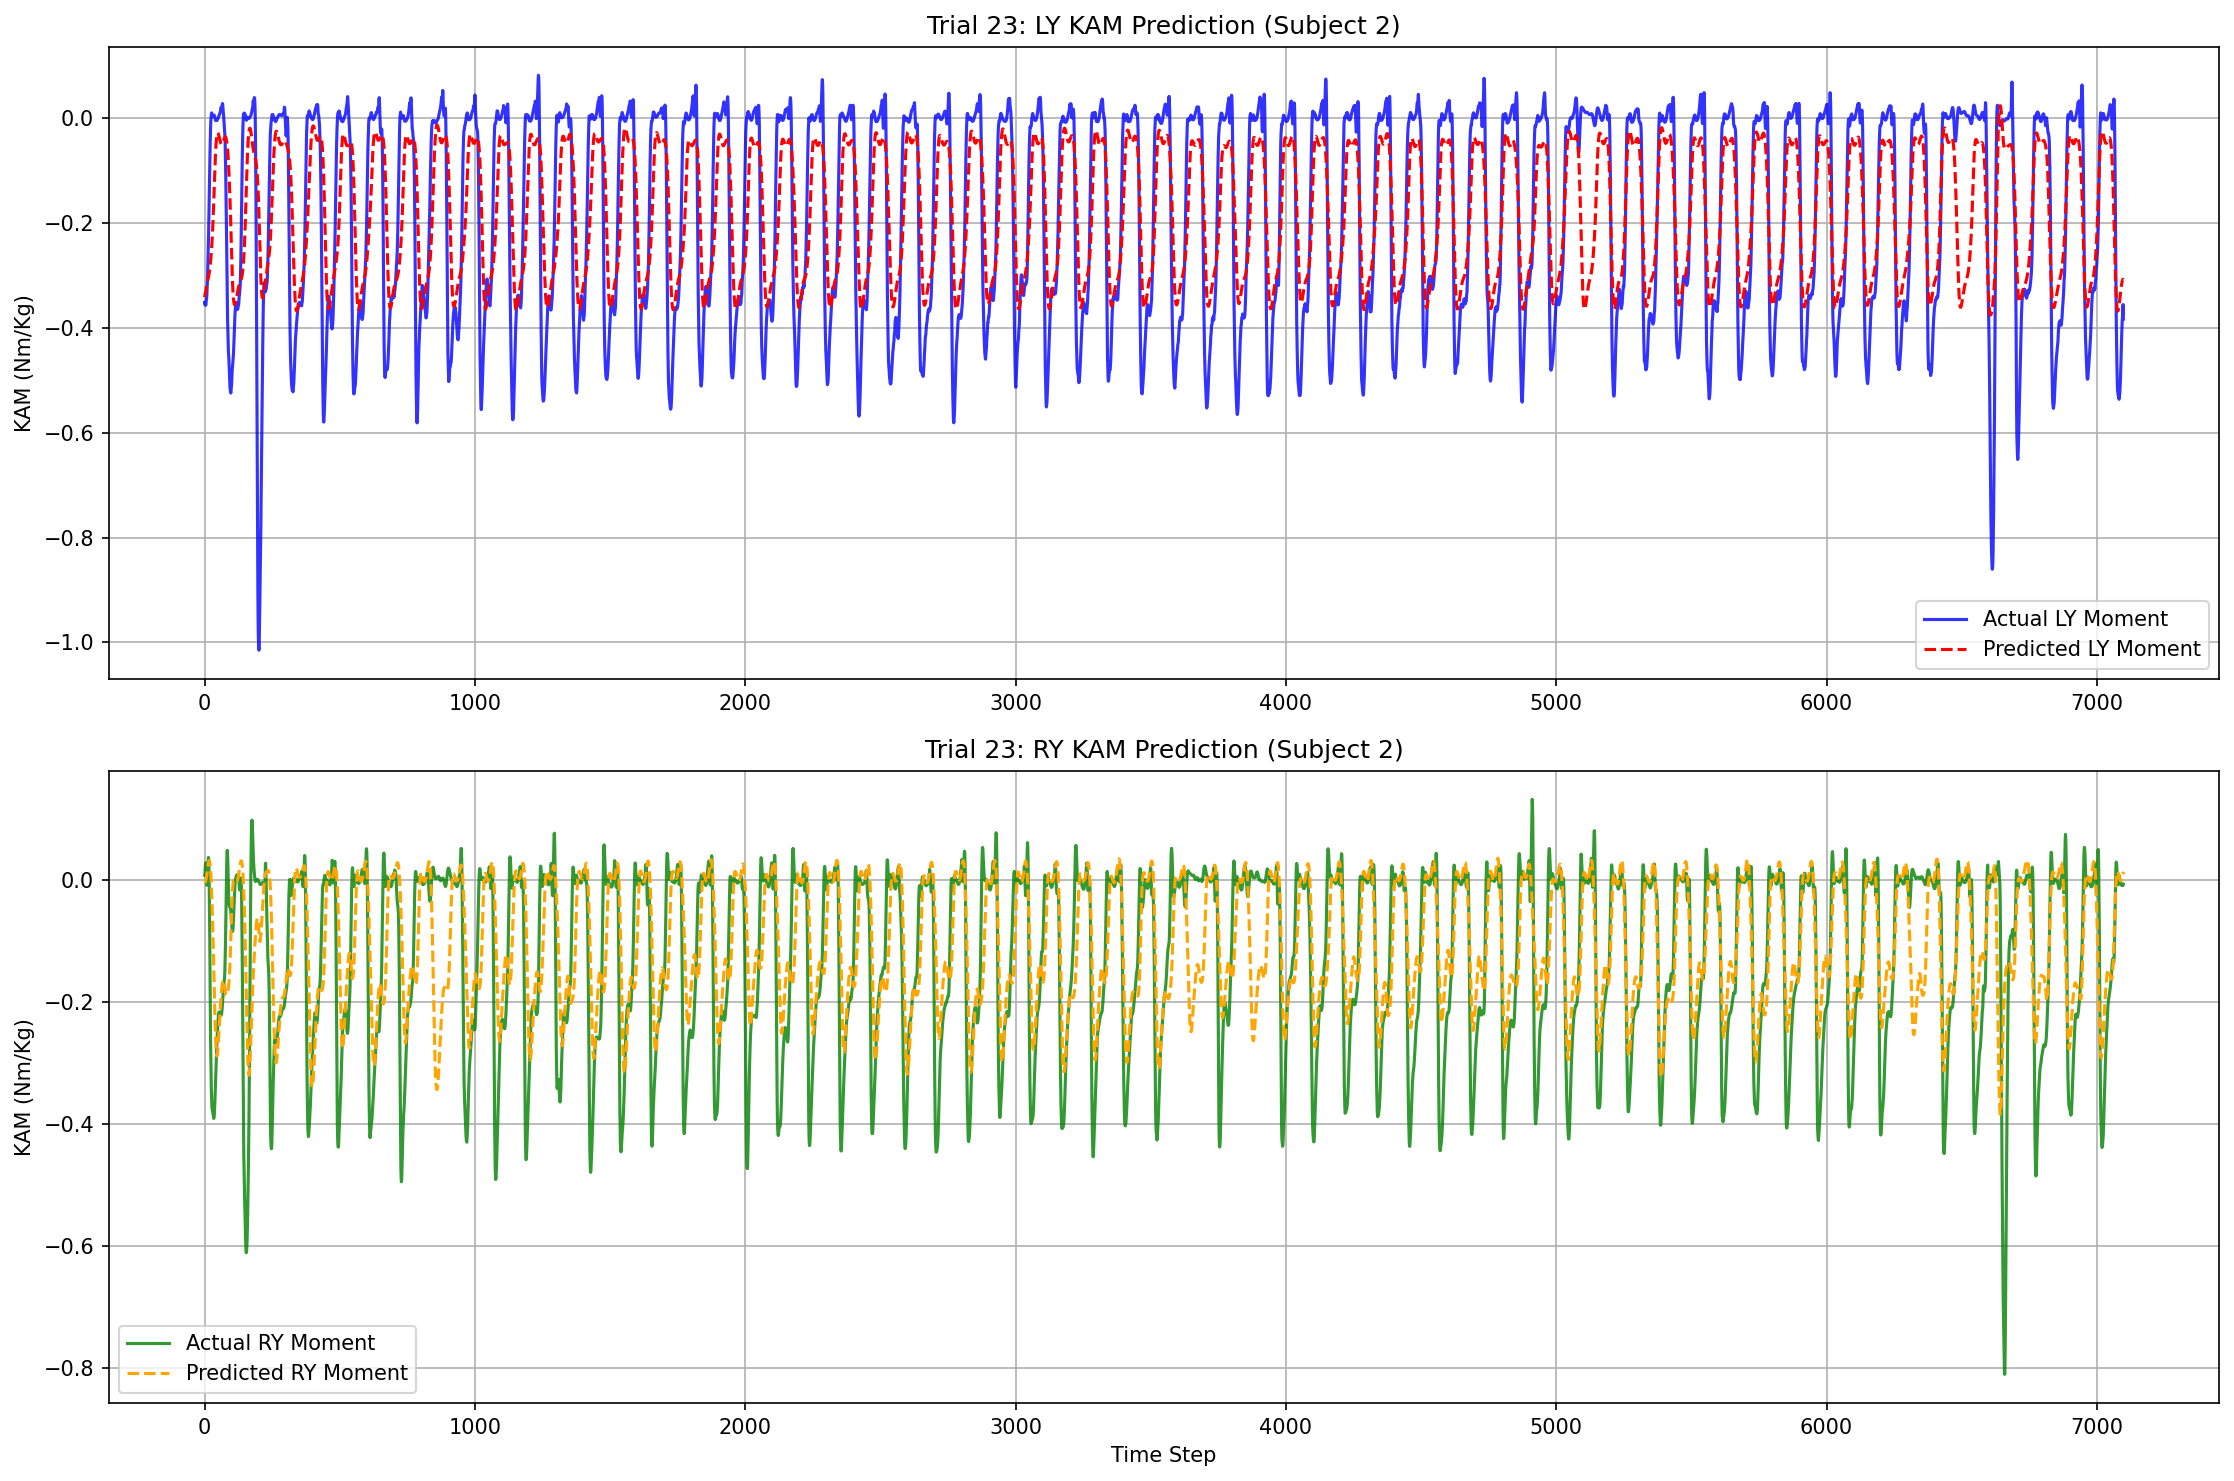 Trial 23: LY KAM Prediction (Subject 2)
KAM (Nm/Kg)
0.0
−0.2
−0.4
−0.6
−0.8
−1.0
Actual LY Moment
Predicted LY Moment
0 1000 2000 3000 4000 5000 6000 7000
Trial 23: RY KAM Prediction (Subject 2)
KAM (Nm/Kg)
0.0
−0.2
−0.4
−0.6
−0.8
Actual RY Moment
Predicted RY Moment
0 1000 2000 3000 4000 5000 6000 7000
Time Step